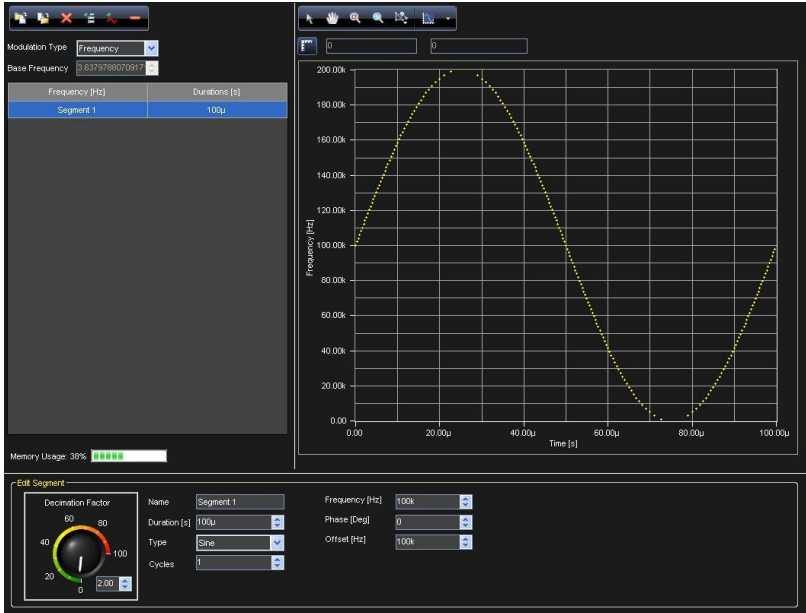 Modulation Type Frequency
Base Frequency 3.6379788070917
Frequency [Hz] Durations [s]
Segment 1 100µ
Memory Usage: 38%
0 0
200.00k
180.00k
160.00k
140.00k
120.00k
100.00k
80.00k
60.00k
40.00k
20.00k
0.00
Frequency [Hz]
0.00 20.00µ 40.00µ 60.00µ 80.00µ 100.00µ
Time [s]
Edit Segment
Decimation Factor
0 20 40 60 80 100
2.00
Name Segment 1
Duration [s] 100µ
Type Sine
Cycles 1
Frequency [Hz] 100k
Phase [Deg] 0
Offset [Hz] 100k